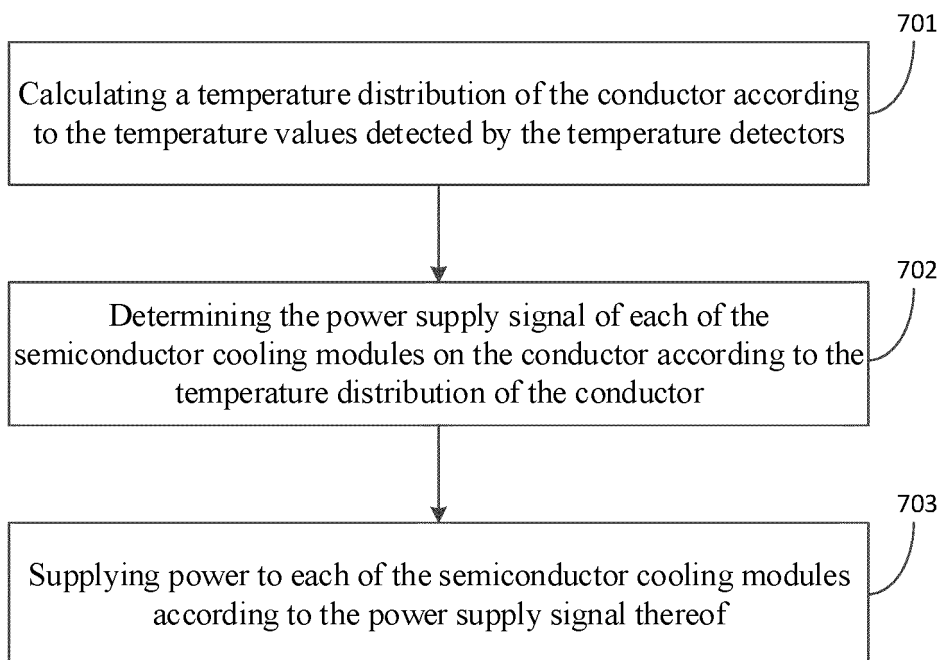 701
Calculating a temperature distribution of the conductor according
to the temperature values detected by the temperature detectors
702
Determining the power supply signal of each of the
semiconductor cooling modules on the conductor according to the
temperature distribution of the conductor
703
Supplying power to each of the semiconductor cooling modules
according to the power supply signal thereof